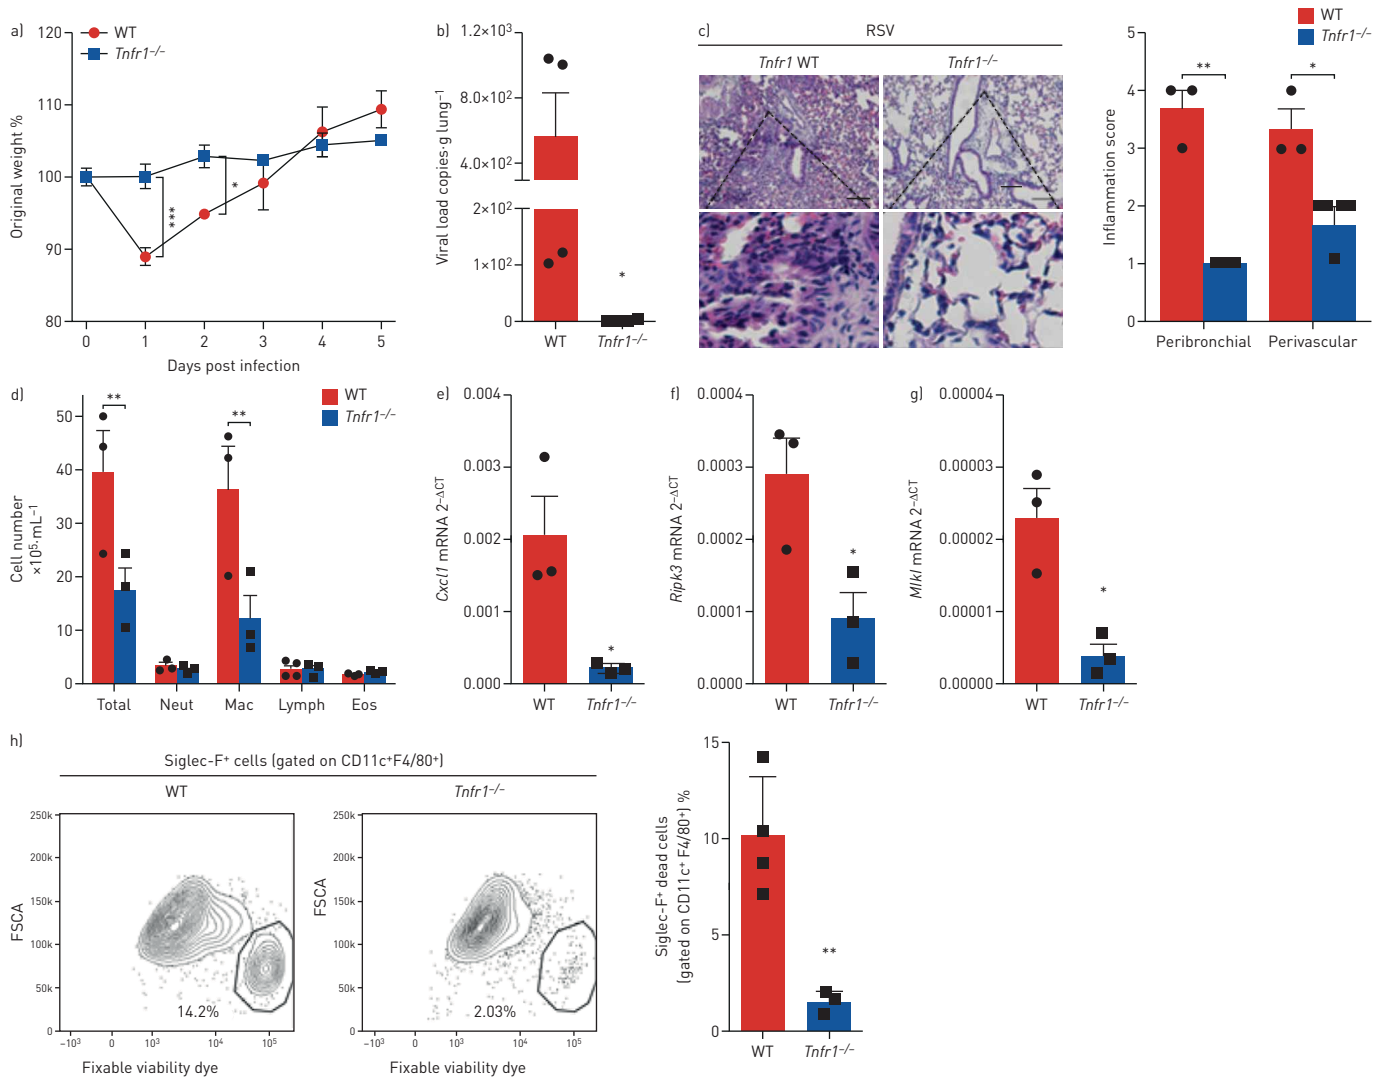 a)
WT
Tnfr1–/–
Original weight %
120
110
100
90
80
***
*
0 1 2 3 4 5
Days post infection
b)
Viral load copies·g lung–1
1.2×10³
8.0×10²
4.0×10²
2×10²
1×10²
0
*
WT Tnfr1–/–
c)
RSV
Tnfr1 WT Tnfr1–/–
WT
Tnfr1–/–
Inflammation score
5
4
3
2
1
0
** *
Peribronchial Perivascular
d)
WT
Tnfr1–/–
Cell number
×10⁵·mL–1
50
40
30
20
10
0
** **
Total Neut Mac Lymph Eos
e)
Cxcl1 mRNA 2–ΔCT
0.004
0.003
0.002
0.001
0.000
*
WT Tnfr1–/–
f)
Ripk3 mRNA 2–ΔCT
0.0004
0.0003
0.0002
0.0001
0.0000
*
WT Tnfr1–/–
g)
Mlkl mRNA 2–ΔCT
0.00004
0.00003
0.00002
0.00001
0.00000
*
WT Tnfr1–/–
h)
Siglec-F+ cells (gated on CD11c+F4/80+)
WT
FSCA
250k
200k
150k
100k
50k
0
14.2%
–10³ 0 10³ 10⁴ 10⁵
Fixable viability dye
Tnfr1–/–
FSCA
250k
200k
150k
100k
50k
0
2.03%
–10³ 0 10³ 10⁴ 10⁵
Fixable viability dye
Siglec-F+ dead cells
(gated on CD11c+ F4/80+) %
15
10
5
0
**
WT Tnfr1–/–